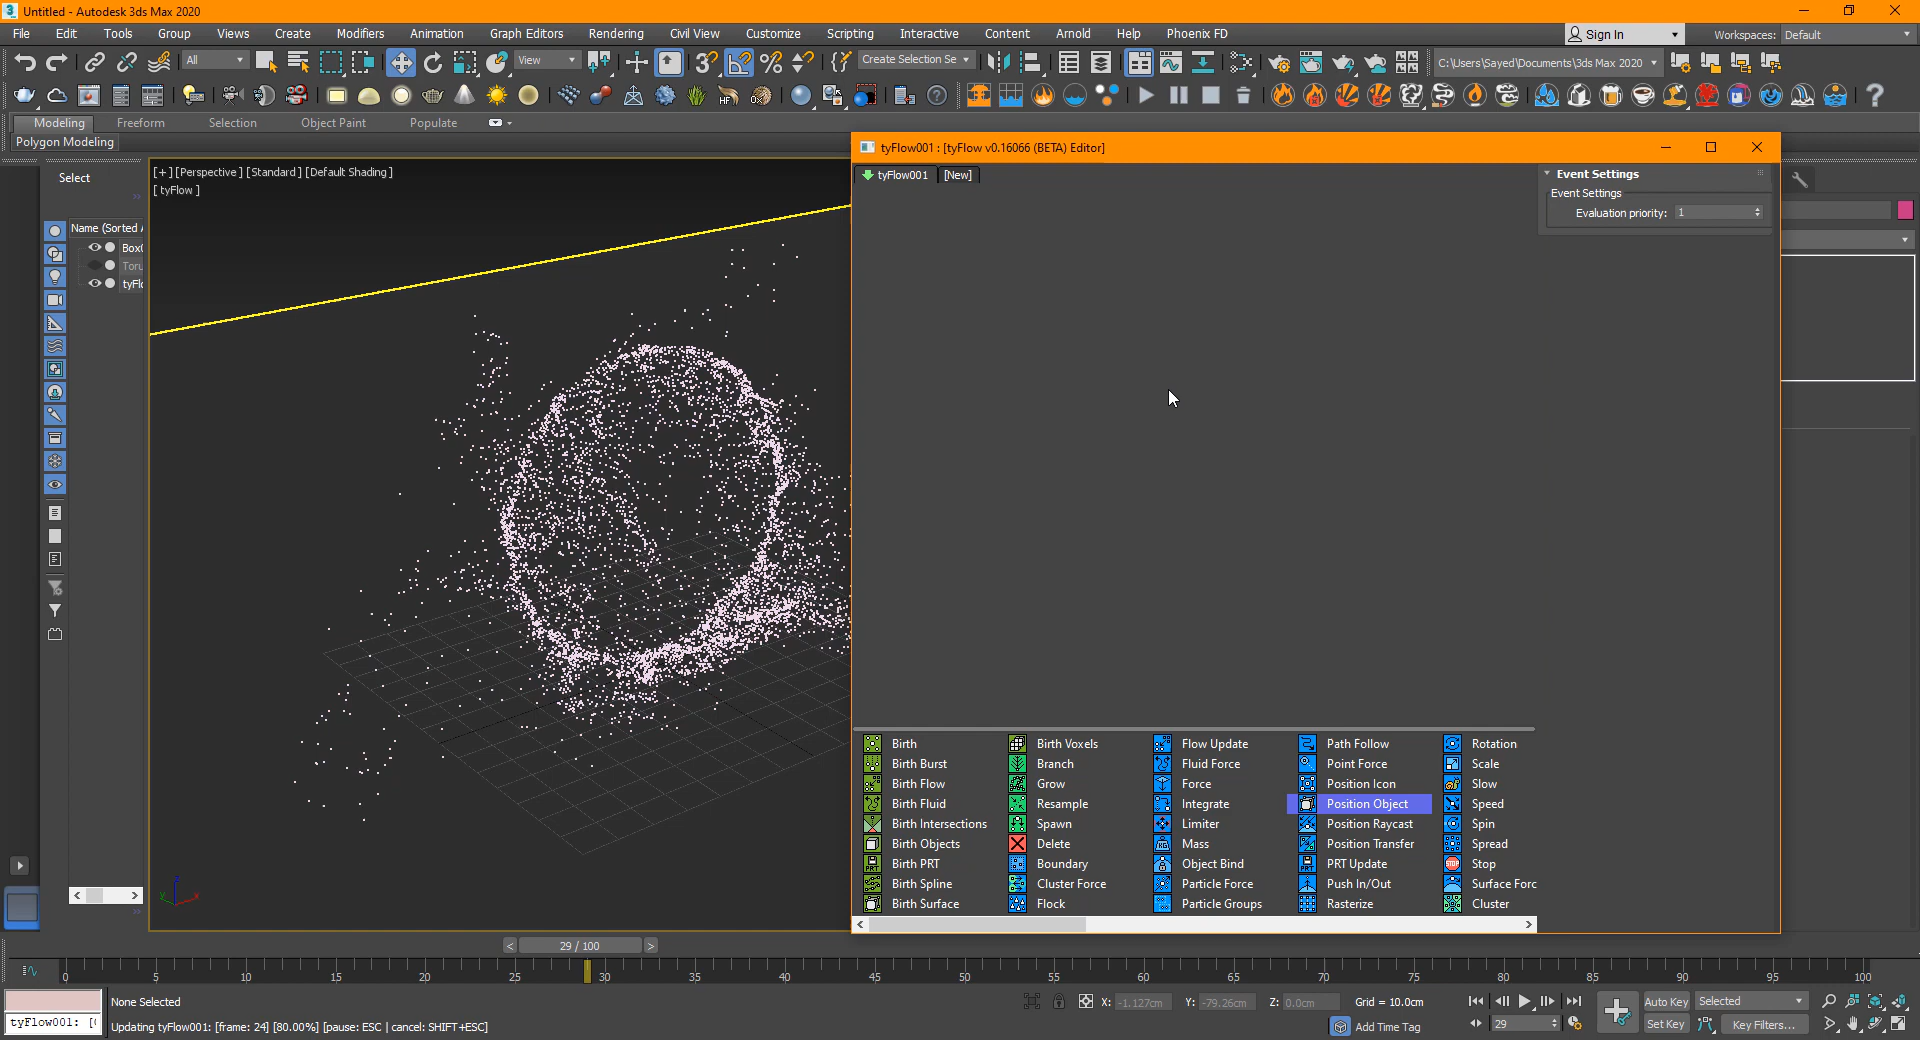 Untitled - Autodesk 3ds Max 2020
File Edit Tools Group Views Create Modifiers Animation Graph Editors Rendering Civil View Customize Scripting Interactive Content Arnold Help Phoenix FD Sign In Workspaces: Default
All View Create Selection Se C:\Users\Sayed\Documents\3ds Max 2020
Modeling Freeform Selection Object Paint Populate
Polygon Modeling
Select
Name (Sorted A
Box0
Toru
tyFlo
[+] [Perspective ] [Standard ] [Default Shading ]
[ tyFlow ]
tyFlow001 : [tyFlow v0.16066 (BETA) Editor]
tyFlow001 [New]
Event Settings
Event Settings
Evaluation priority: 1
Birth Birth Voxels Flow Update Path Follow Rotation
Birth Burst Branch Fluid Force Point Force Scale
Birth Flow Grow Force Position Icon Slow
Birth Fluid Resample Integrate Position Object Speed
Birth Intersections Spawn Limiter Position Raycast Spin
Birth Objects Delete Mass Position Transfer Spread
Birth PRT Boundary Object Bind PRT Update Stop
Birth Spline Cluster Force Particle Force Push In/Out Surface Forc
Birth Surface Flock Particle Groups Rasterize Cluster
29 / 100
0 5 10 15 20 25 30 35 40 45 50 55 60 65 70 75 80 85 90 95 100
None Selected X: -1.127cm Y: -79.26cm Z: 0.0cm Grid = 10.0cm Auto Key Selected
tyFlow001: [ Updating tyFlow001: [frame: 24] [80.00%] [pause: ESC | cancel: SHIFT+ESC] Add Time Tag 29 Set Key Key Filters...